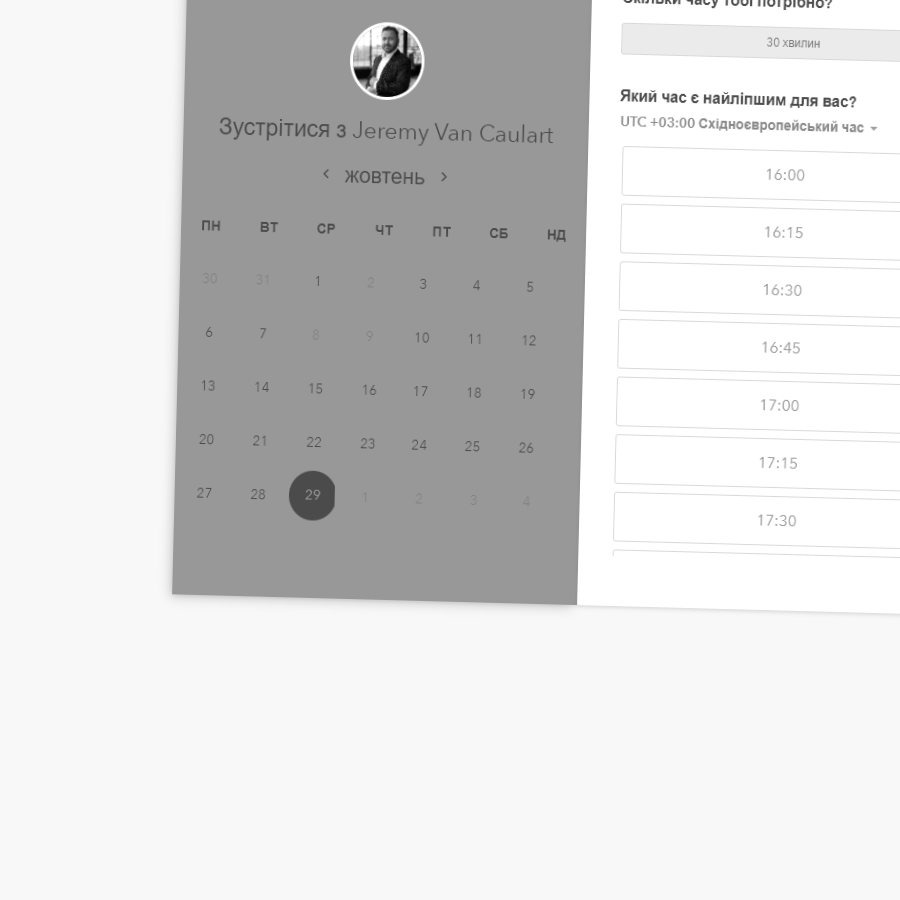 Зустрітися з Jeremy Van Caulart
‹ жовтень ›
ПН ВТ СР ЧТ ПТ СБ НД
30 31 1 2 3 4 5
6 7 8 9 10 11 12
13 14 15 16 17 18 19
20 21 22 23 24 25 26
27 28 29 1 2 3 4
Скільки часу тобі потрібно?
30 хвилин
Який час є найліпшим для вас?
UTC +03:00 Східноєвропейський час
16:00
16:15
16:30
16:45
17:00
17:15
17:30